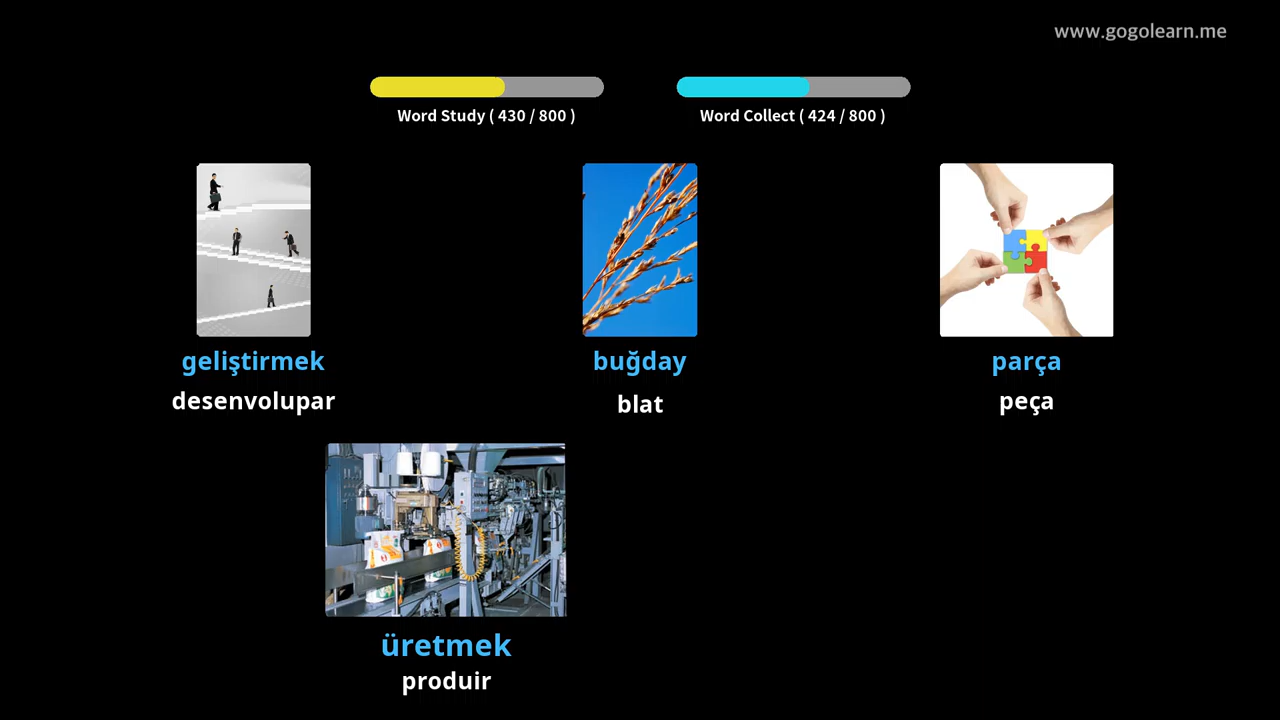 www.gogolearn.me
Word Study ( 430 / 800 )
Word Collect ( 424 / 800 )
geliştirmek
desenvolupar
buğday
blat
parça
peça
üretmek
produir